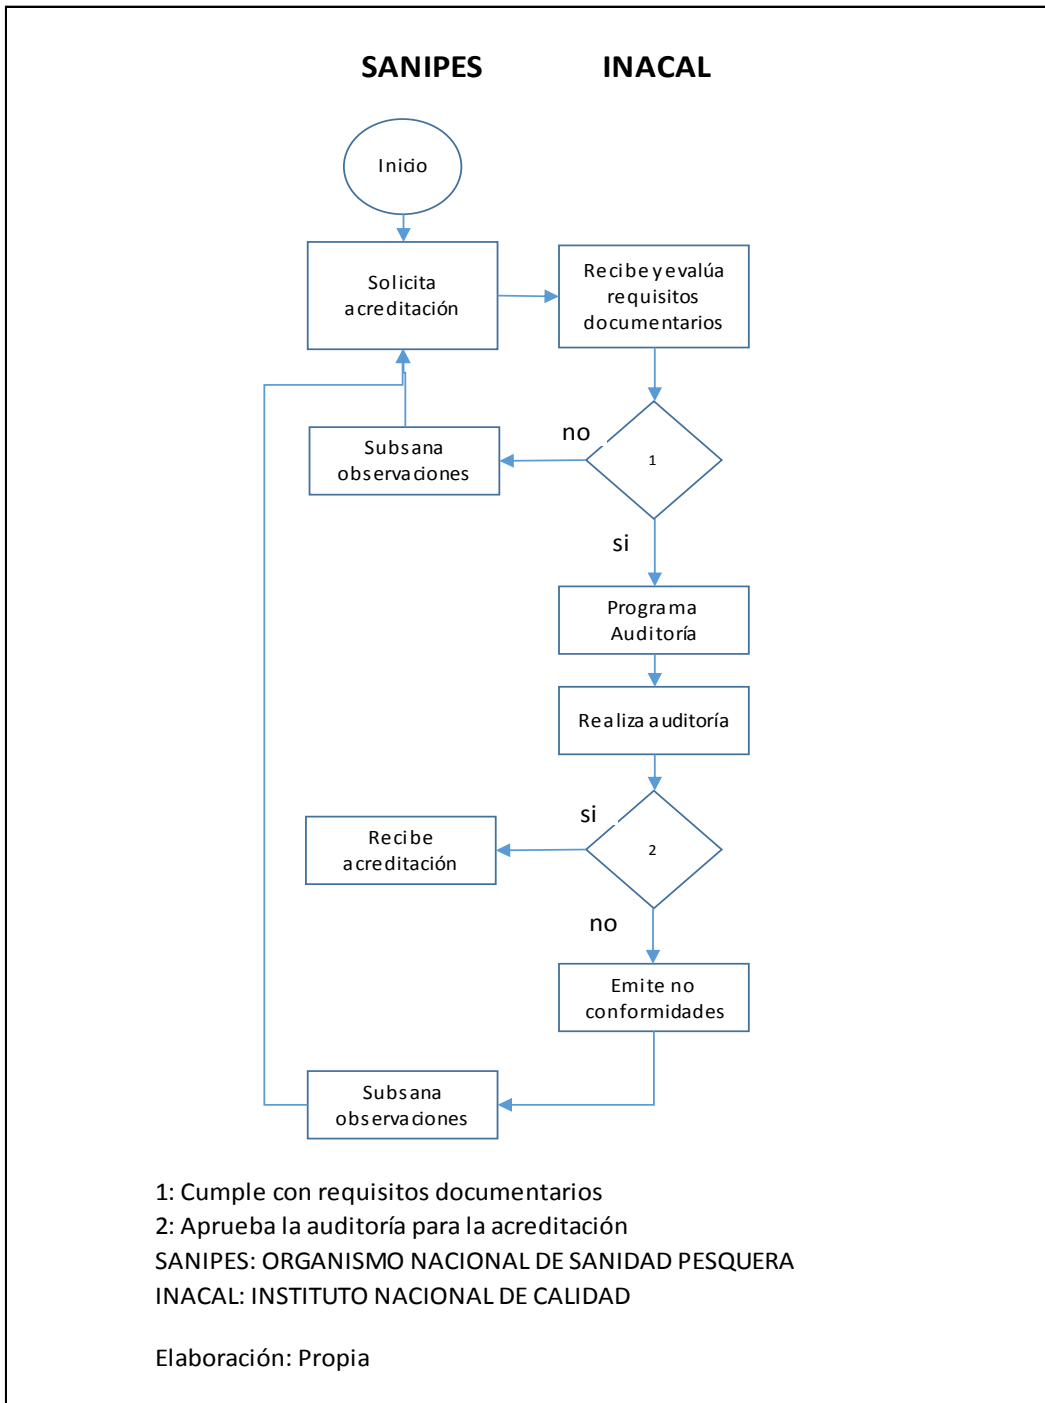 SANIPES INACAL
Inicio
Solicita
acreditación
Recibe y evalúa
requisitos
documentarios
no
1
Subsana
observaciones
si
Programa
Auditoría
Realiza auditoría
si
2
Recibe
acreditación
no
Emite no
conformidades
Subsana
observaciones
1: Cumple con requisitos documentarios
2: Aprueba la auditoría para la acreditación
SANIPES: ORGANISMO NACIONAL DE SANIDAD PESQUERA
INACAL: INSTITUTO NACIONAL DE CALIDAD
Elaboración: Propia